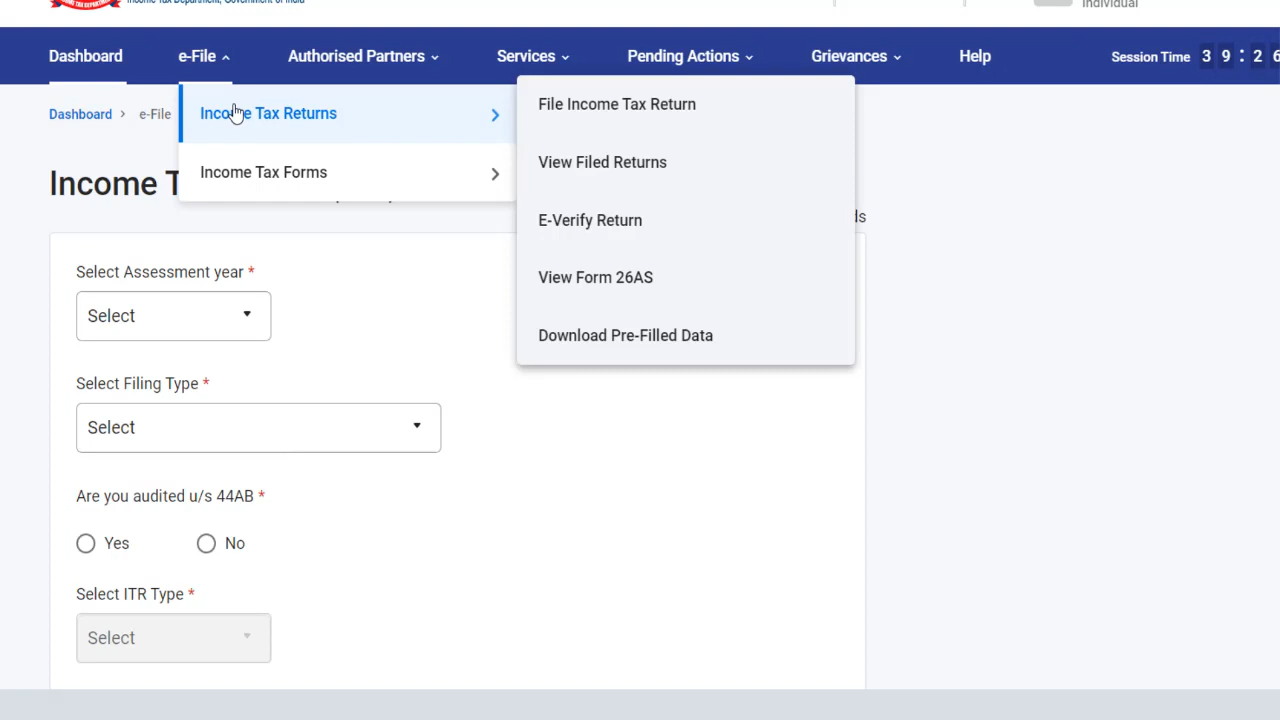 Income Tax Department, Government of India
Individual
Dashboard e-File Authorised Partners Services Pending Actions Grievances Help Session Time 3 9 : 2 6
Dashboard > e-File
Income Tax Returns
Income Tax Forms
File Income Tax Return
View Filed Returns
E-Verify Return
View Form 26AS
Download Pre-Filled Data
Income T
ds
Select Assessment year *
Select
Select Filing Type *
Select
Are you audited u/s 44AB *
Yes No
Select ITR Type *
Select